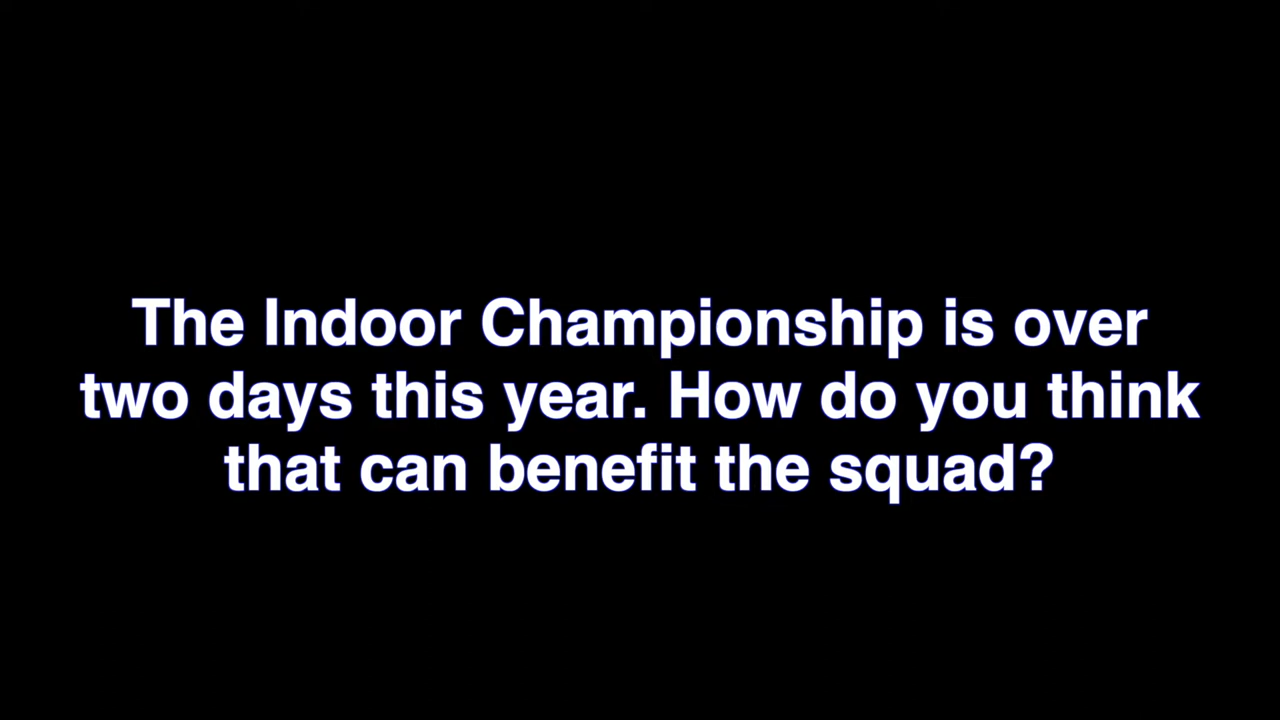 The Indoor Championship is over
two days this year. How do you think
that can benefit the squad?